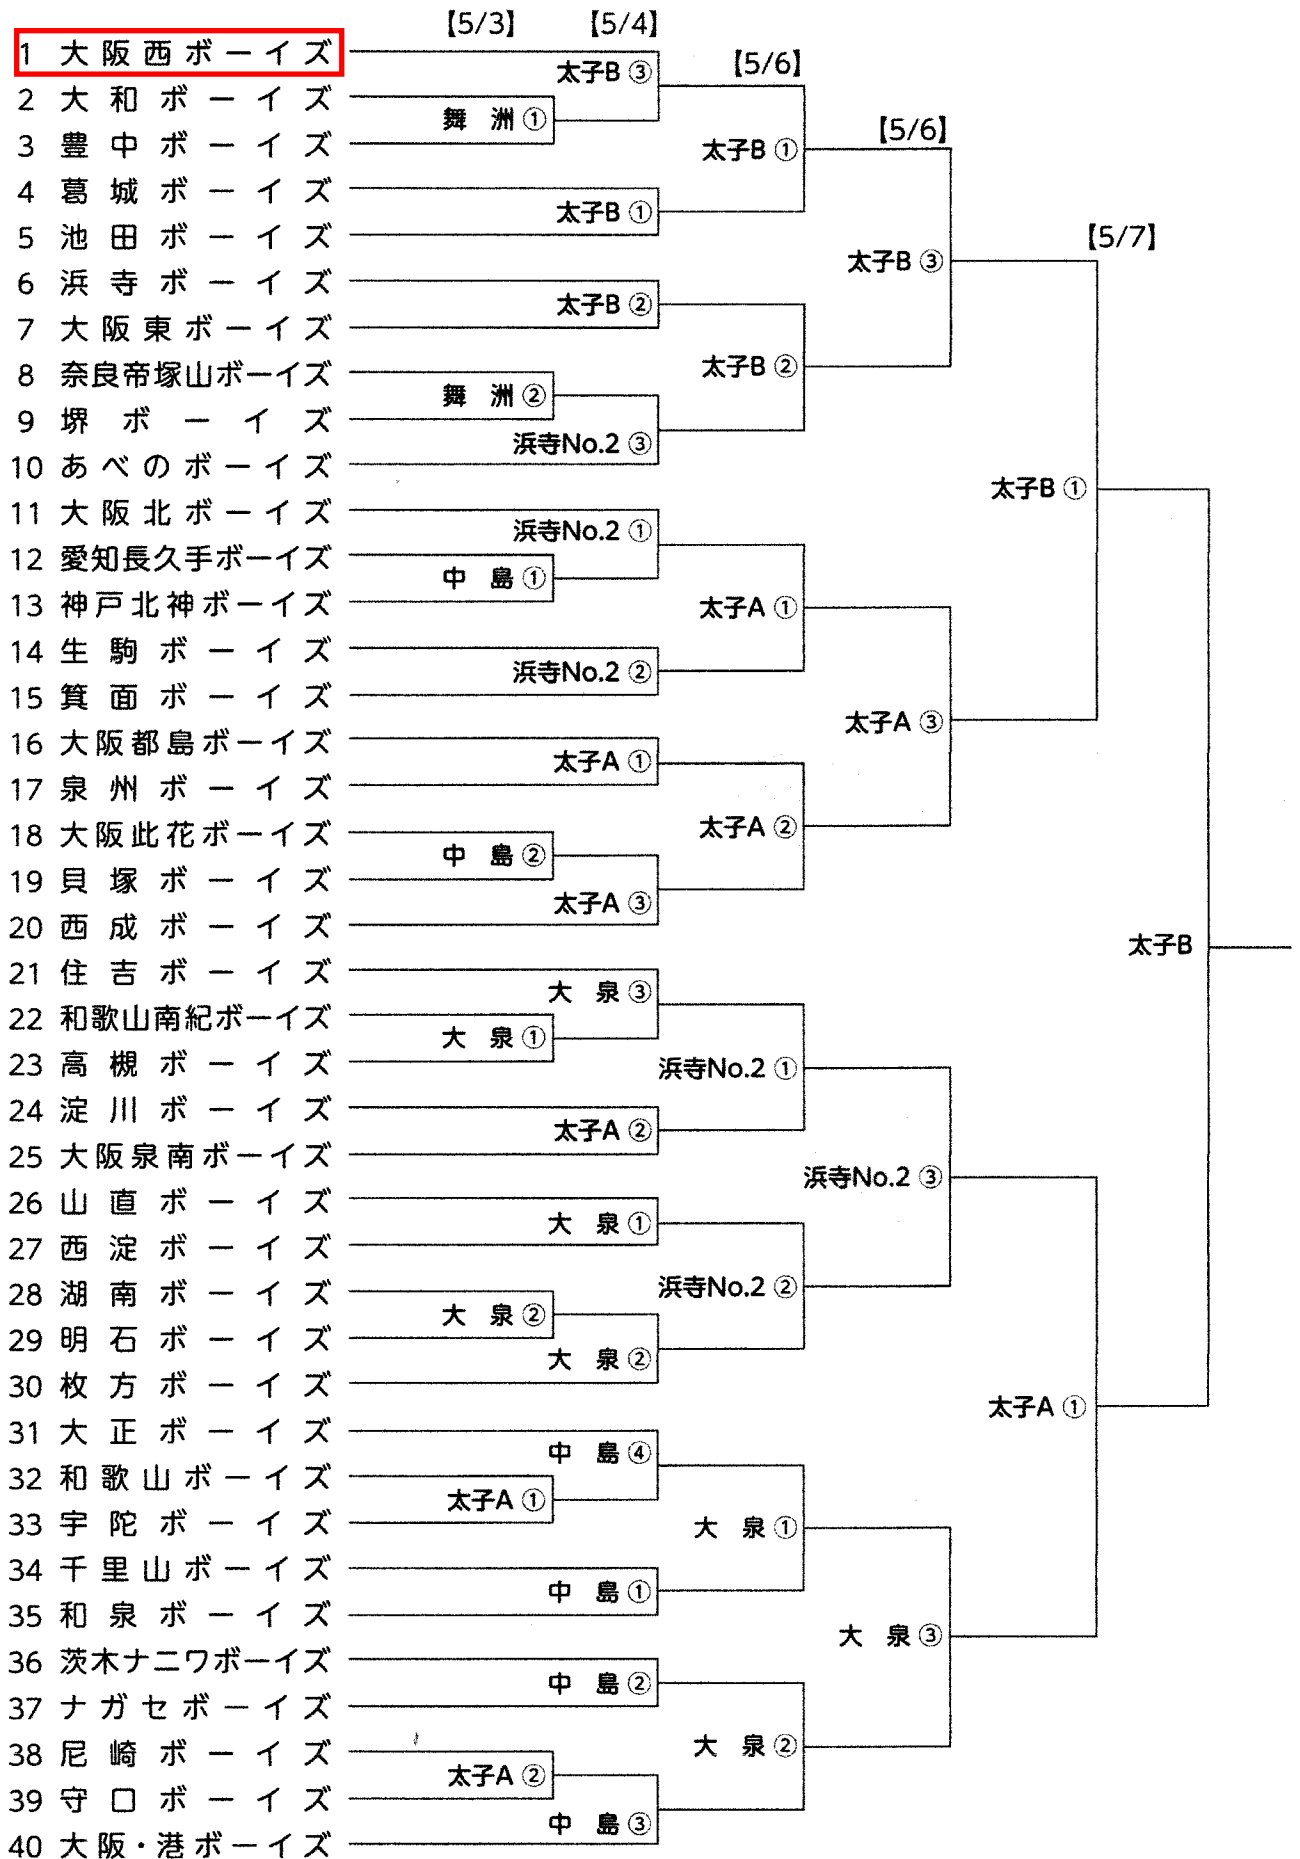 【5/3】 【5/4】
1 大阪西ボーイズ
太子B ③
【5/6】
2 大和ボーイズ
舞洲 ①
【5/6】
3 豊中ボーイズ
太子B ①
4 葛城ボーイズ
太子B ①
5 池田ボーイズ
【5/7】
太子B ③
6 浜寺ボーイズ
太子B ②
7 大阪東ボーイズ
8 奈良帝塚山ボーイズ
太子B ②
舞洲 ②
9 堺ボーイズ
浜寺No.2 ③
10 あべのボーイズ
太子B ①
11 大阪北ボーイズ
浜寺No.2 ①
12 愛知長久手ボーイズ
中島 ①
13 神戸北神ボーイズ
太子A ①
14 生駒ボーイズ
浜寺No.2 ②
15 箕面ボーイズ
太子A ③
16 大阪都島ボーイズ
太子A ①
17 泉州ボーイズ
18 大阪此花ボーイズ
太子A ②
中島 ②
19 貝塚ボーイズ
太子A ③
20 西成ボーイズ
太子B
21 住吉ボーイズ
大泉 ③
22 和歌山南紀ボーイズ
大泉 ①
23 高槻ボーイズ
浜寺No.2 ①
24 淀川ボーイズ
太子A ②
25 大阪泉南ボーイズ
浜寺No.2 ③
26 山直ボーイズ
大泉 ①
27 西淀ボーイズ
28 湖南ボーイズ
浜寺No.2 ②
大泉 ②
29 明石ボーイズ
大泉 ②
30 枚方ボーイズ
太子A ①
31 大正ボーイズ
中島 ④
32 和歌山ボーイズ
太子A ①
33 宇陀ボーイズ
大泉 ①
34 千里山ボーイズ
中島 ①
35 和泉ボーイズ
大泉 ③
36 茨木ナニワボーイズ
中島 ②
37 ナガセボーイズ
38 尼崎ボーイズ
大泉 ②
太子A ②
39 守口ボーイズ
中島 ③
40 大阪・港ボーイズ